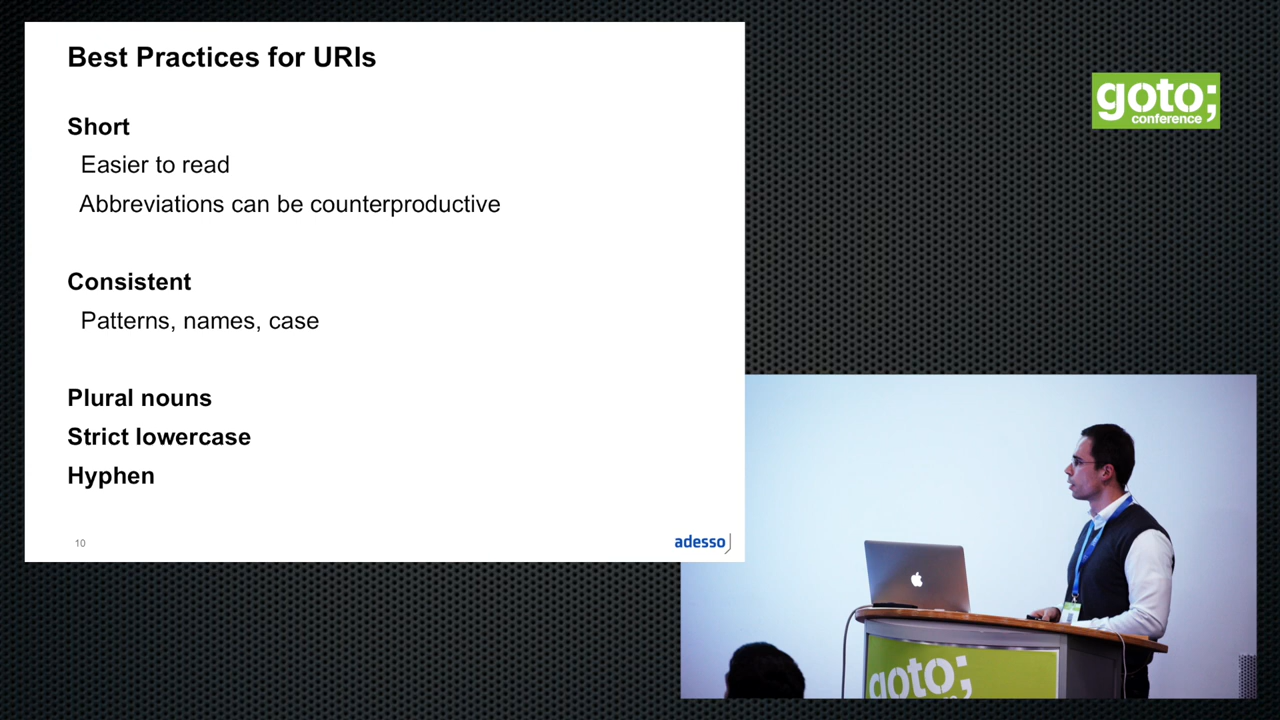 Best Practices for URIs
Short
Easier to read
Abbreviations can be counterproductive
Consistent
Patterns, names, case
Plural nouns
Strict lowercase
Hyphen
10
adesso
goto;
conference
goto;